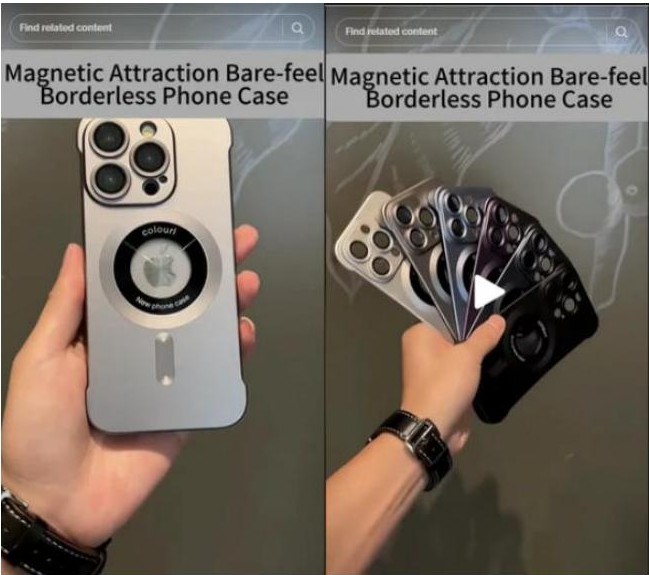 Find related content
Magnetic Attraction Bare-feel
Borderless Phone Case
colour!
New phone case
Find related content
Magnetic Attraction Bare-feel
Borderless Phone Case